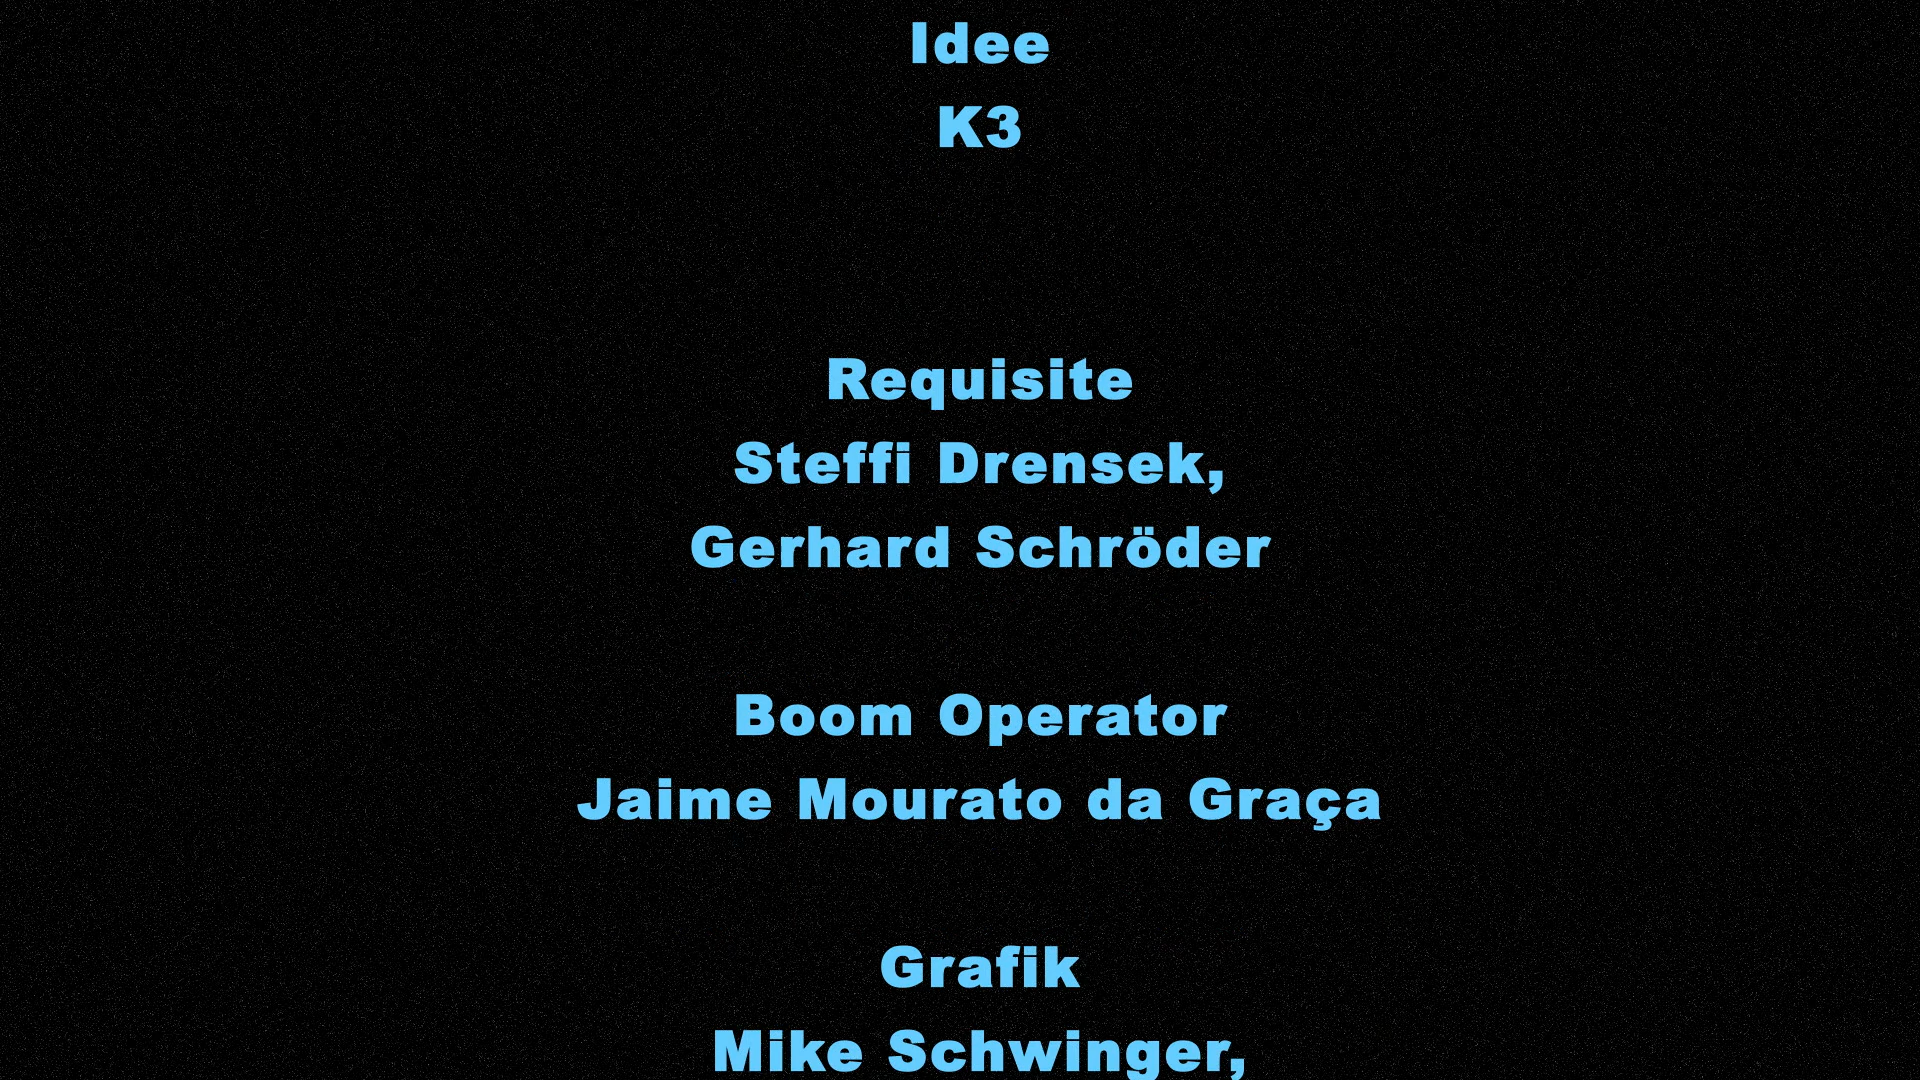 Idee
K3
Requisite
Steffi Drensek,
Gerhard Schröder
Boom Operator
Jaime Mourato da Graça
Grafik
Mike Schwinger,